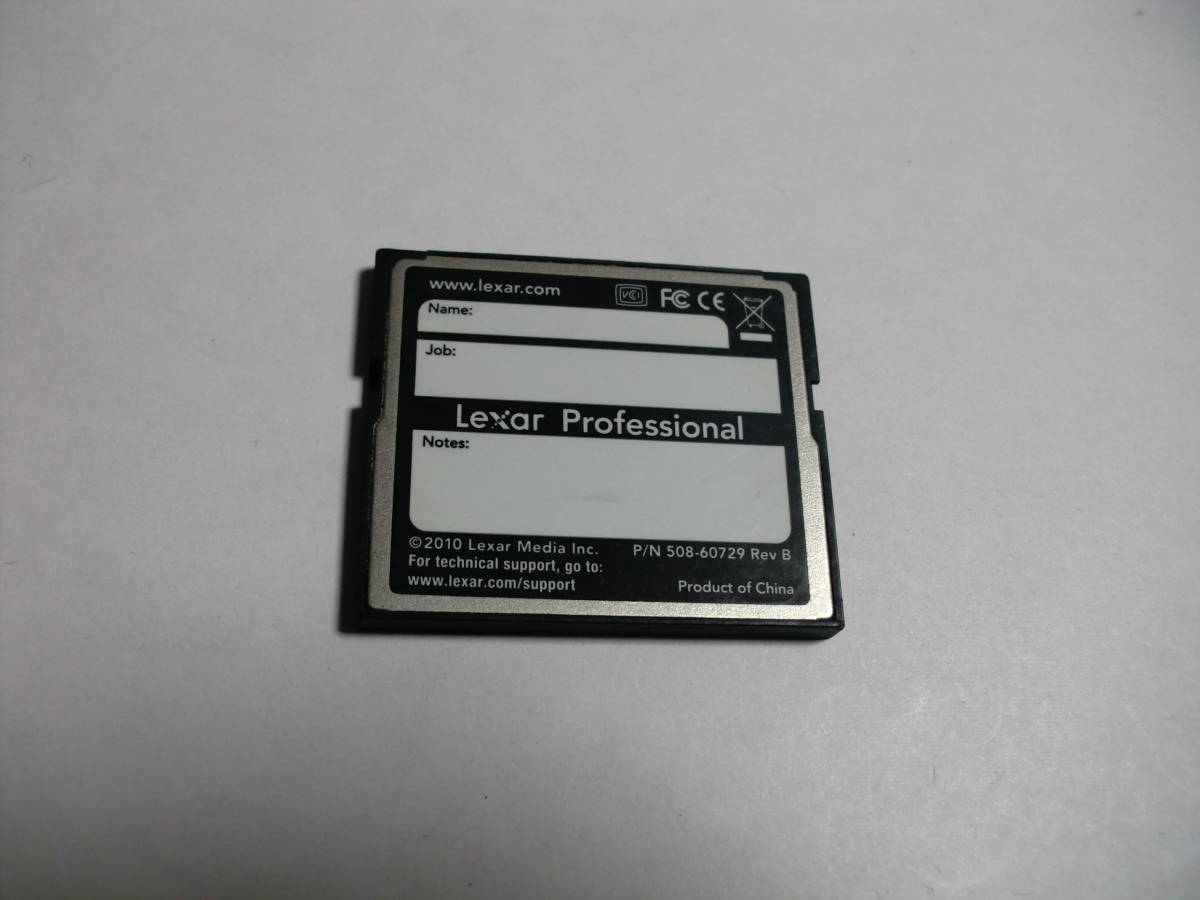 www.lexar.com VCI FC CE
Name:
Job:
Lexar Professional
Notes:
©2010 Lexar Media Inc. P/N 508-60729 Rev B
For technical support, go to:
www.lexar.com/support Product of China